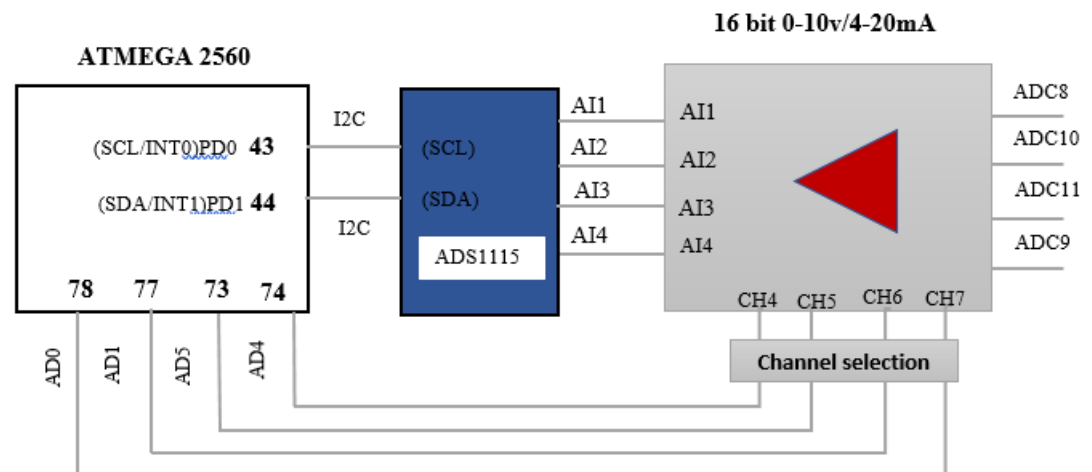 16 bit 0-10v/4-20mA
ATMEGA 2560
(SCL/INT0)PD0 43
(SDA/INT1)PD1 44
78 77 73 74
I2C
I2C
(SCL)
(SDA)
ADS1115
AI1
AI2
AI3
AI4
AI1
AI2
AI3
AI4
ADC8
ADC10
ADC11
ADC9
CH4 CH5 CH6 CH7
Channel selection
AD0
AD1
AD5
AD4